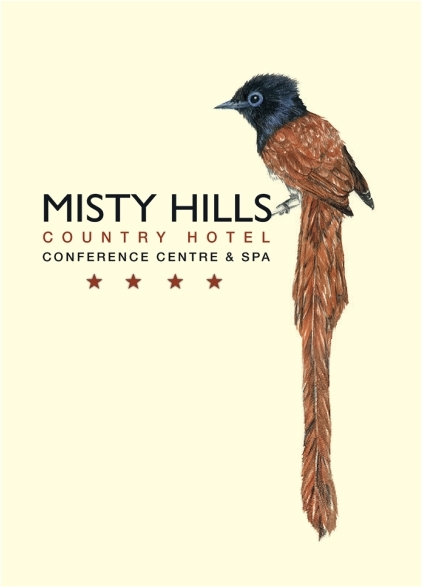 MISTY HILLS
COUNTRY HOTEL
CONFERENCE CENTRE & SPA